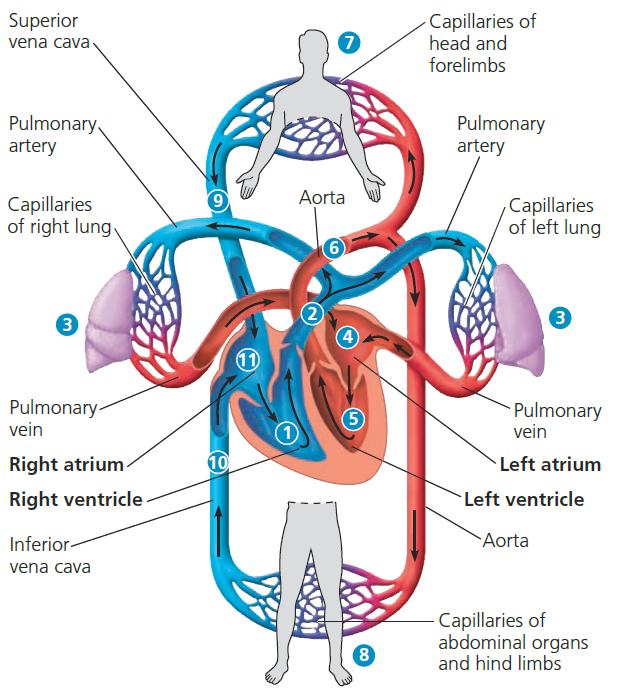 Superior
vena cava
7
Capillaries of
head and
forelimbs
Pulmonary
artery
Pulmonary
artery
Capillaries
of right lung
9
Aorta
Capillaries
of left lung
6
3
2
4
3
11
Pulmonary
vein
5
1
Pulmonary
vein
Right atrium
10
Left atrium
Right ventricle
Left ventricle
Inferior
vena cava
Aorta
Capillaries of
abdominal organs
and hind limbs
8